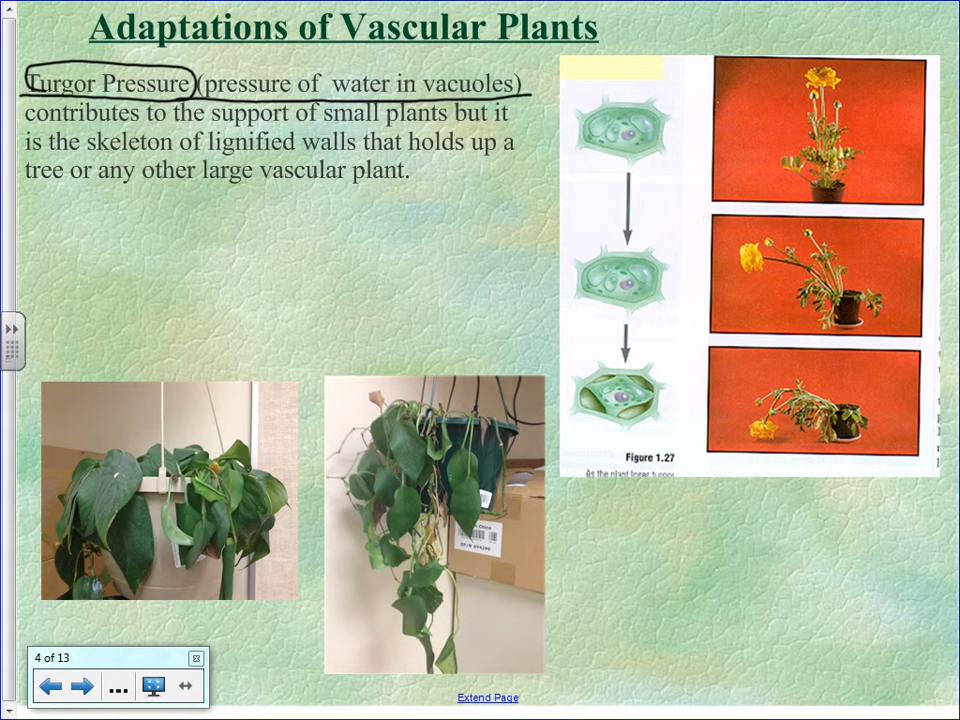 Adaptations of Vascular Plants
Turgor Pressure (pressure of water in vacuoles)
contributes to the support of small plants but it
is the skeleton of lignified walls that holds up a
tree or any other large vascular plant.
Figure 1.27
As the plant loses turgor
China
4 of 13
...
Extend Page